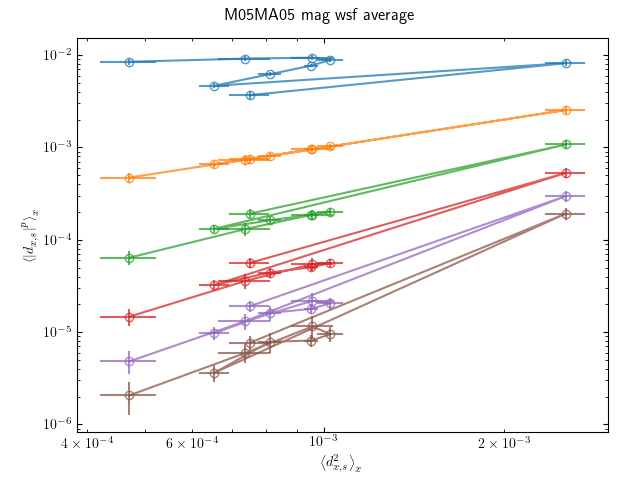 M05MA05 mag wsf average
10⁻²
10⁻³
10⁻⁴
10⁻⁵
10⁻⁶
⟨|d_{x,s}|^p⟩_x
4 × 10⁻⁴ 6 × 10⁻⁴ 10⁻³ 2 × 10⁻³
⟨d²_{x,s}⟩_x